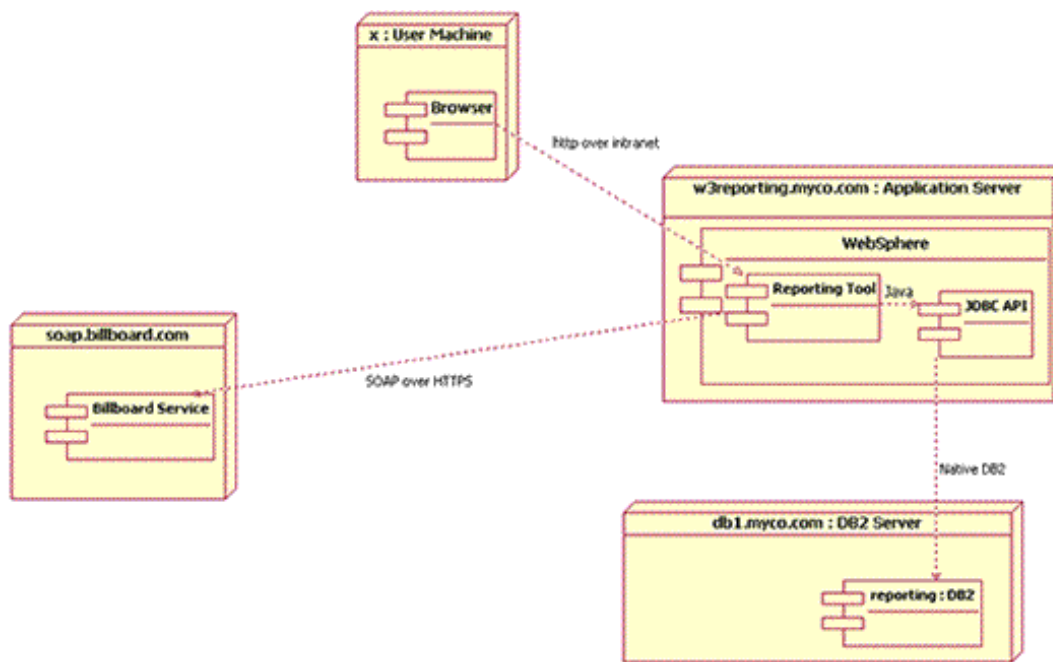 x : User Machine
Browser
http over intranet
w3reporting.myco.com : Application Server
WebSphere
Reporting Tool
Java
JDBC API
soap.billboard.com
SOAP over HTTPS
Billboard Service
Native DB2
db1.myco.com : DB2 Server
reporting : DB2